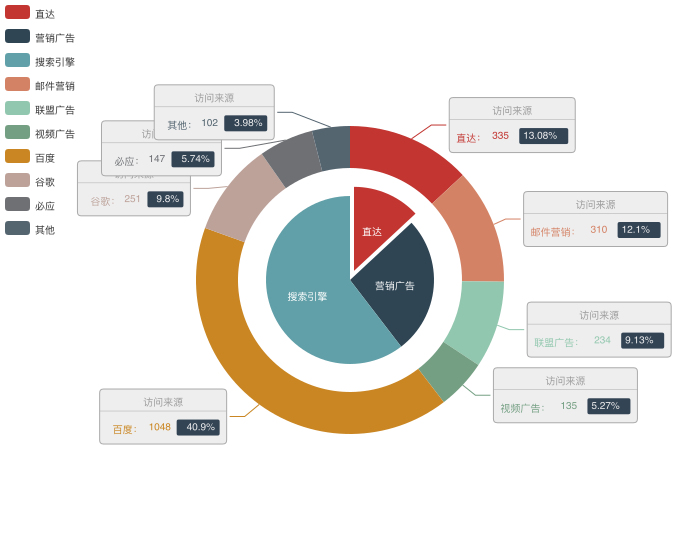 直达
营销广告
搜索引擎
邮件营销
联盟广告
视频广告
百度
谷歌
必应
其他
访问来源
其他： 102 3.98%
访问来源
直达： 335 13.08%
必应： 147 5.74%
访问来源
谷歌： 251 9.8%
访问来源
邮件营销： 310 12.1%
直达
营销广告
搜索引擎
访问来源
联盟广告： 234 9.13%
访问来源
视频广告： 135 5.27%
访问来源
百度： 1048 40.9%